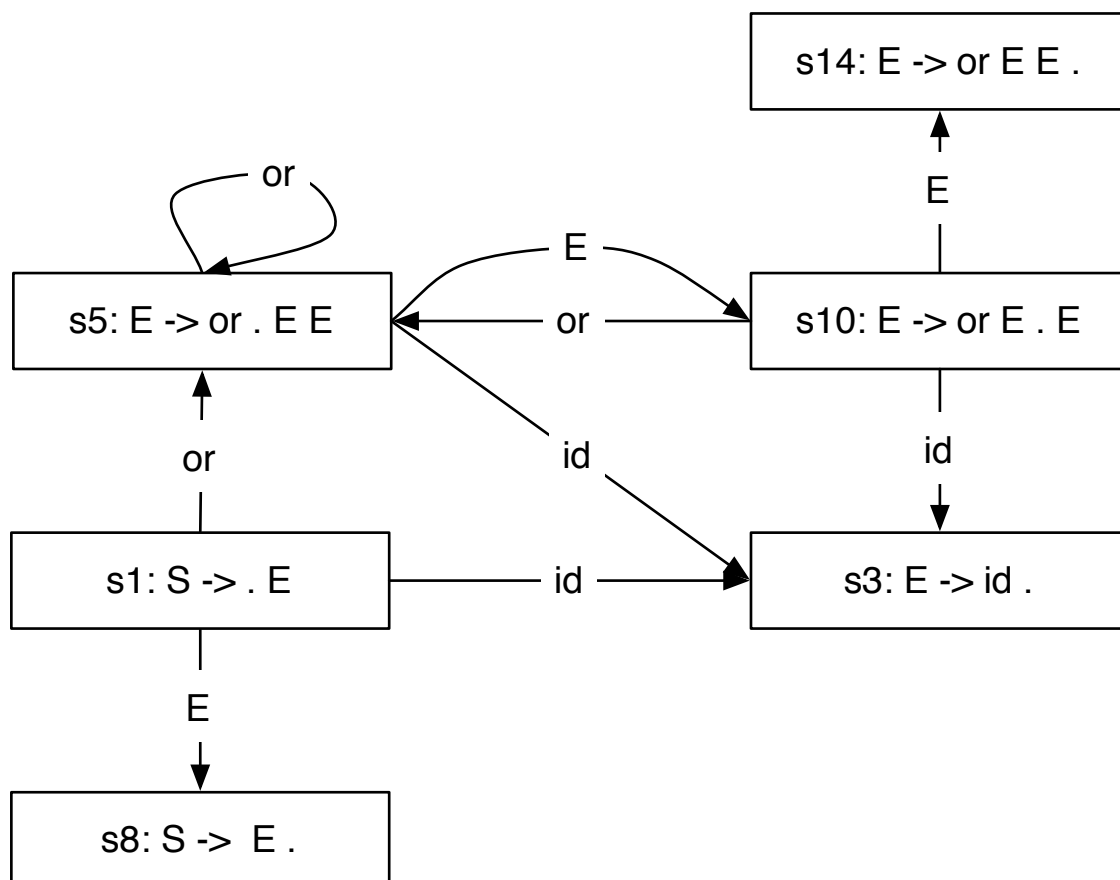 s14: E -> or E E .
or
E
E
s5: E -> or . E E
or
s10: E -> or E . E
id
id
or
s1: S -> . E
id
s3: E -> id .
E
s8: S -> E .